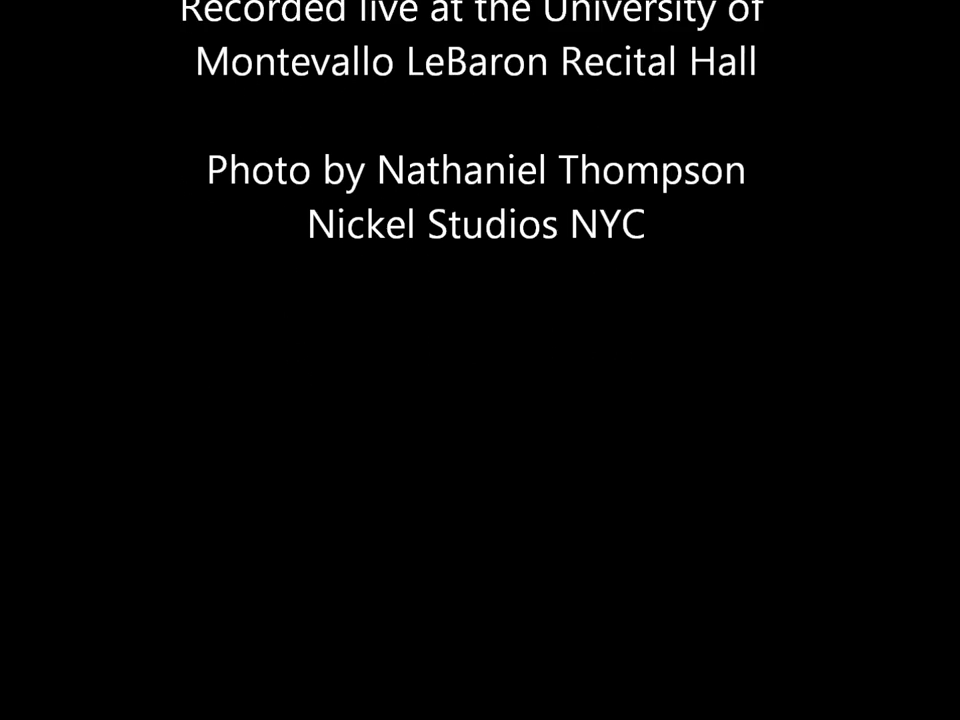 Recorded live at the University of
Montevallo LeBaron Recital Hall
Photo by Nathaniel Thompson
Nickel Studios NYC